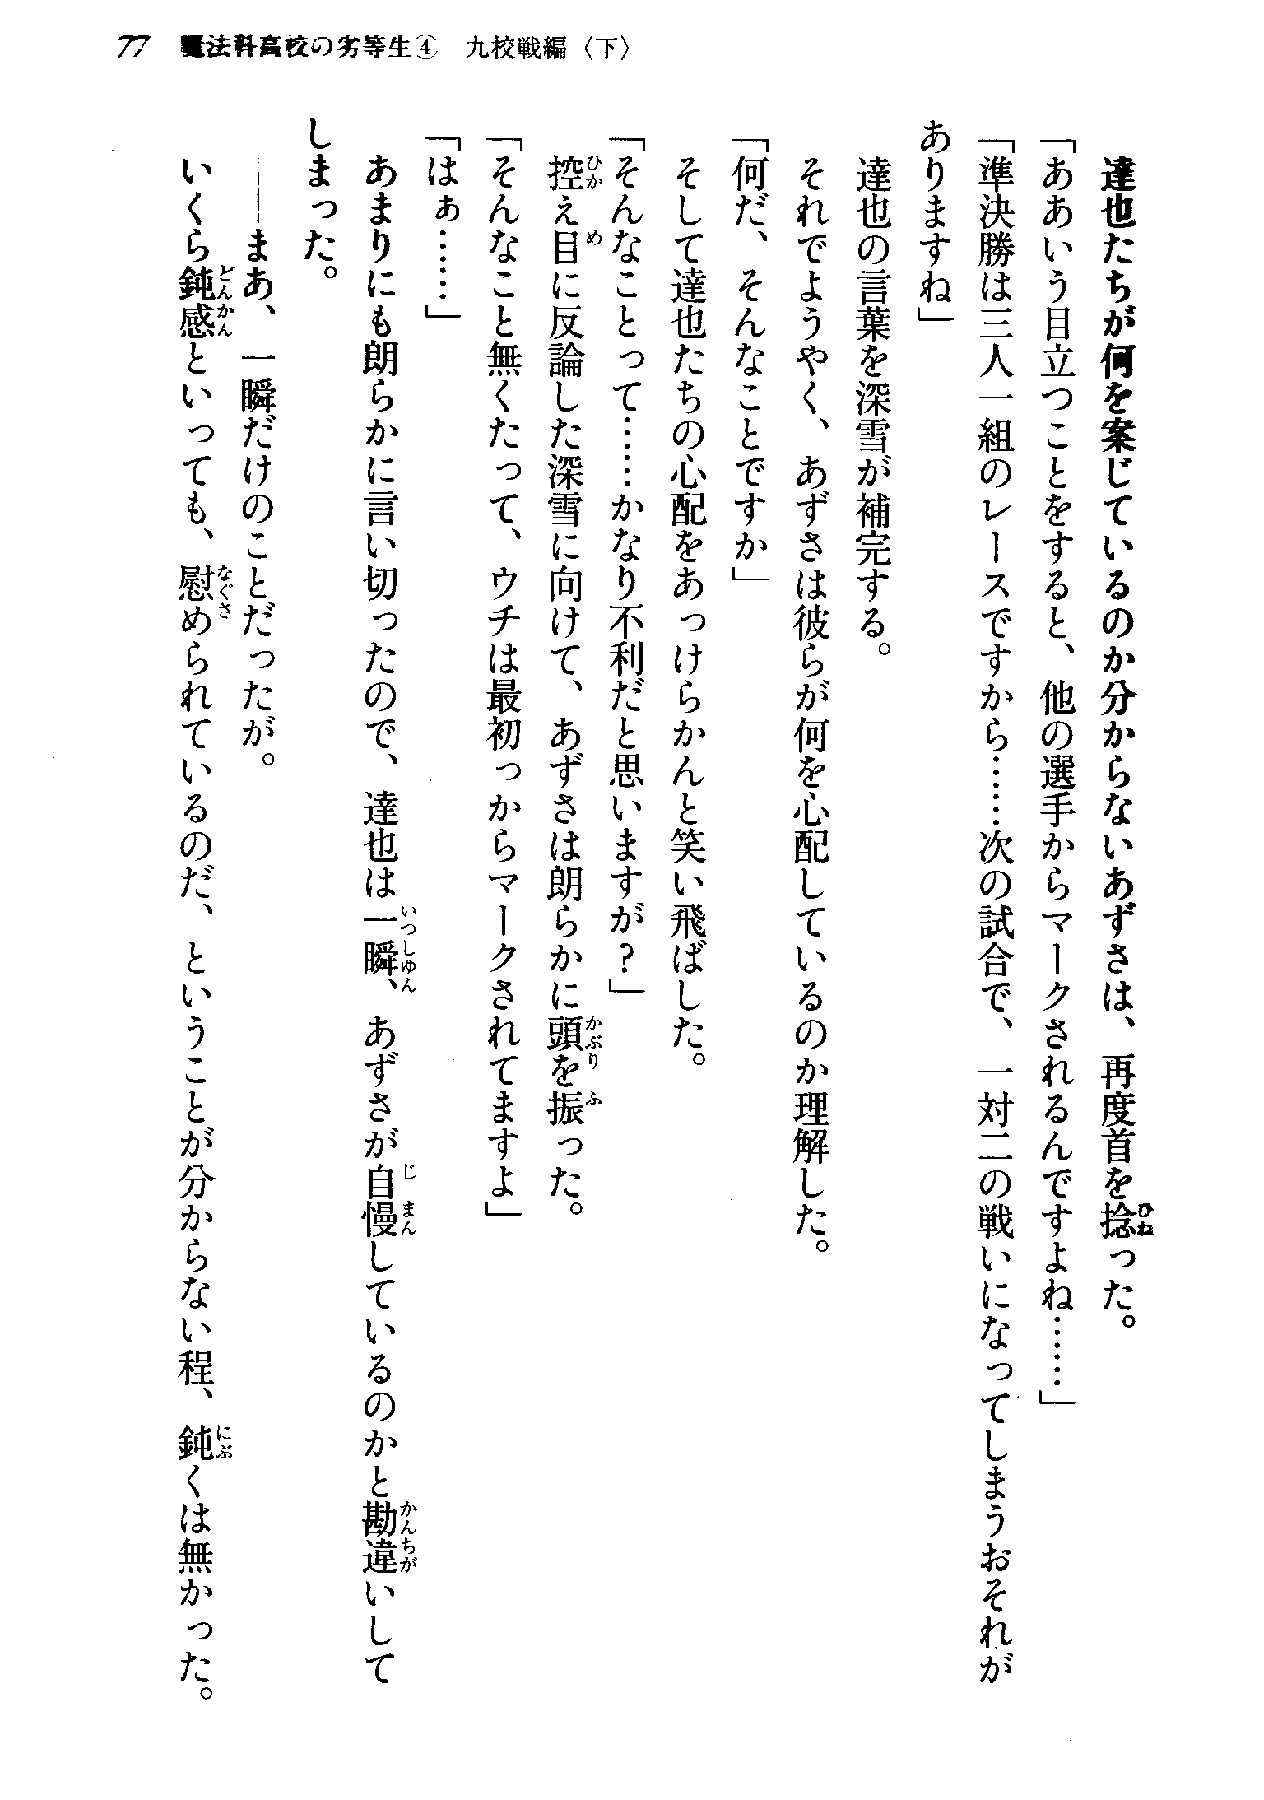 77　魔法科高校の劣等生④　九校戦編〈下〉
達也たちが何を案じているのか分からないあずさは、再度首を捻った。
「ああいう目立つことをすると、他の選手からマークされるんですよね……」
「準決勝は三人一組のレースですから……次の試合で、一対二の戦いになってしまうおそれが
ありますね」
達也の言葉を深雪が補完する。
それでようやく、あずさは彼らが何を心配しているのか理解した。
「何だ、そんなことですか」
そして達也たちの心配をあっけらかんと笑い飛ばした。
「そんなことって……かなり不利だと思いますが？」
控え目に反論した深雪に向けて、あずさは朗らかに頭を振った。
「そんなこと無くたって、ウチは最初っからマークされてますよ」
「はぁ……」
あまりにも朗らかに言い切ったので、達也は一瞬、あずさが自慢しているのかと勘違いして
しまった。
――まあ、一瞬だけのことだったが。
いくら鈍感といっても、慰められているのだ、ということが分からない程、鈍くは無かった。